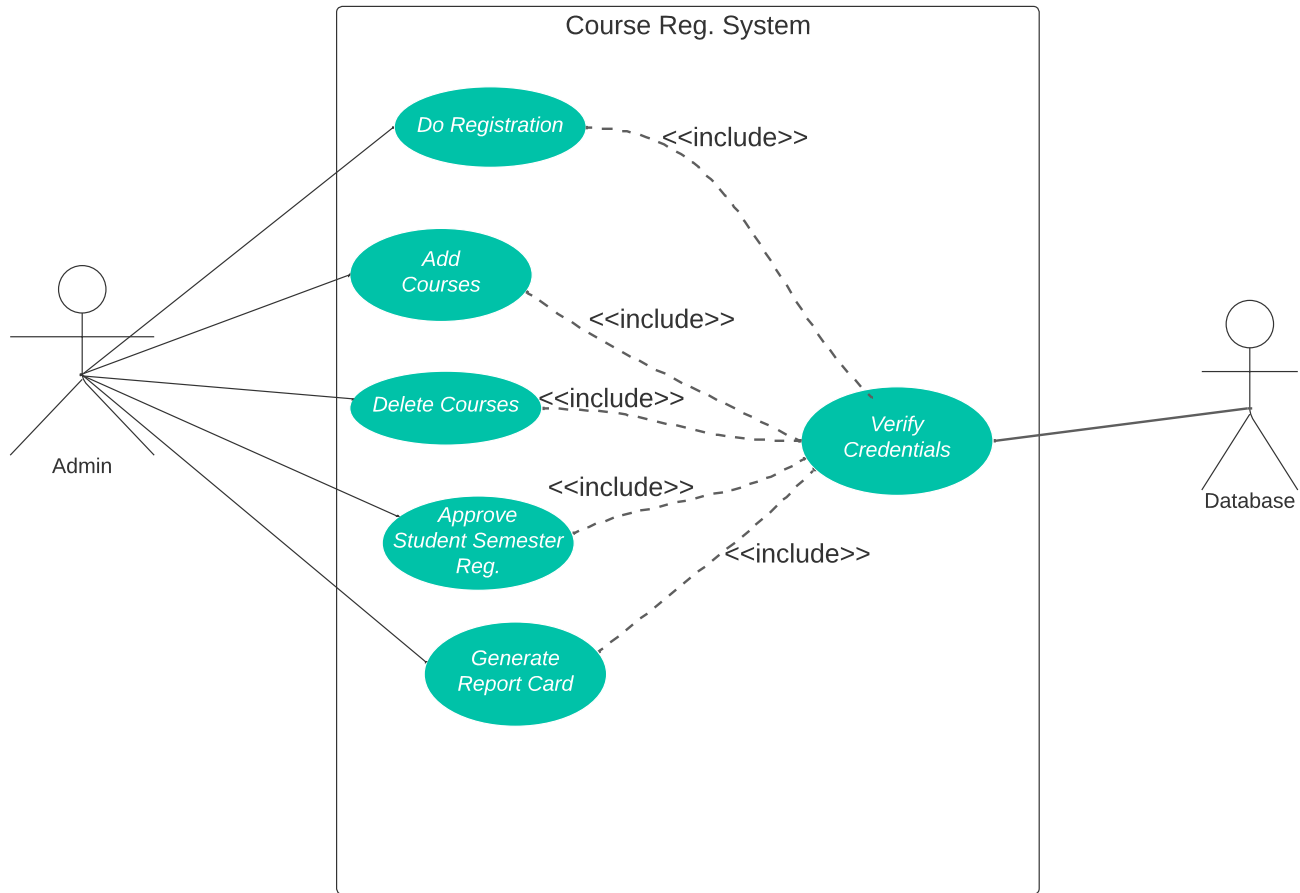 Course Reg. System
Do Registration
<<include>>
Add
Courses
<<include>>
Delete Courses
<<include>>
Verify
Credentials
Admin
<<include>>
Database
Approve
Student Semester
Reg.
<<include>>
Generate
Report Card